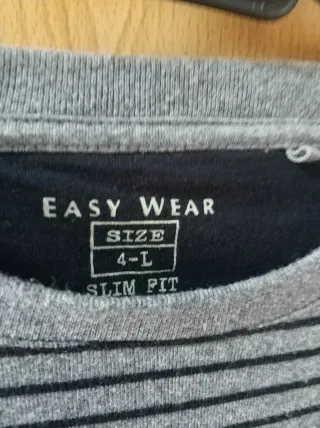 EASY WEAR
SIZE
4-L
SLIM FIT